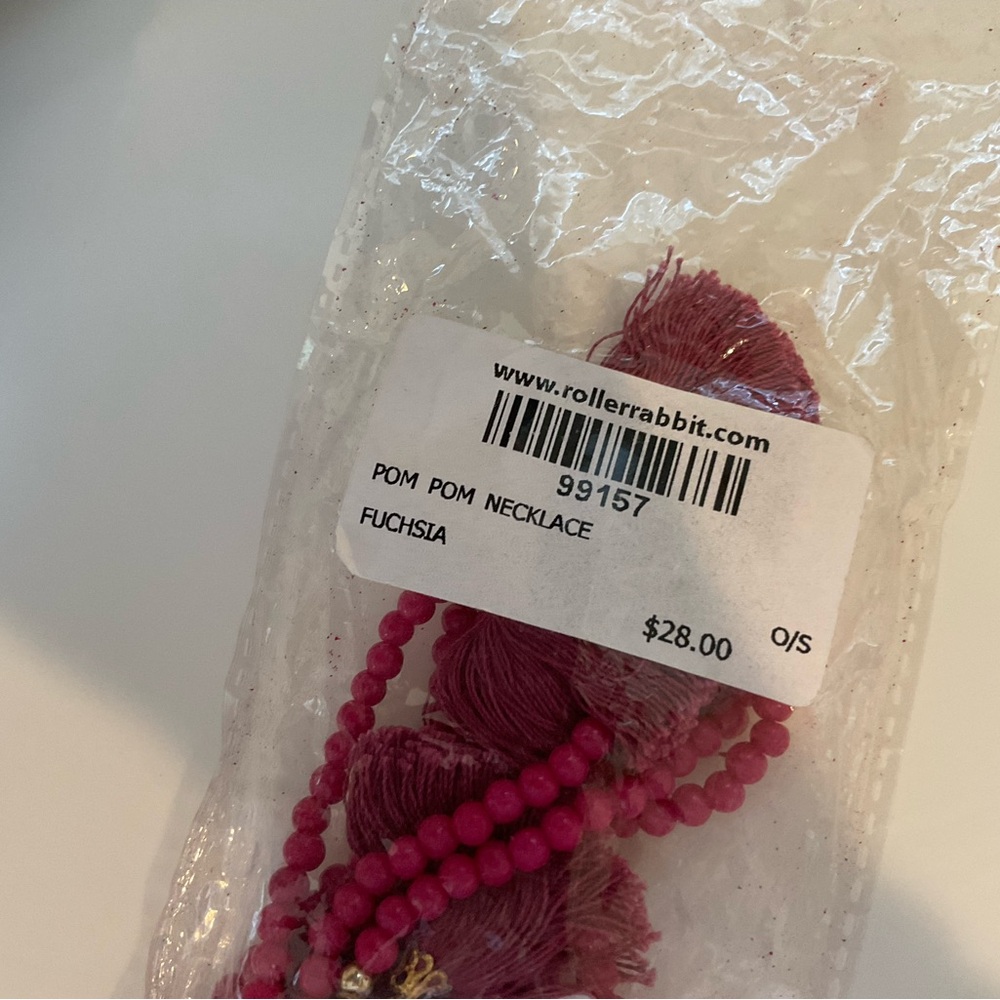 www.rollerrabbit.com
99157
POM POM NECKLACE
FUCHSIA
$28.00 O/S